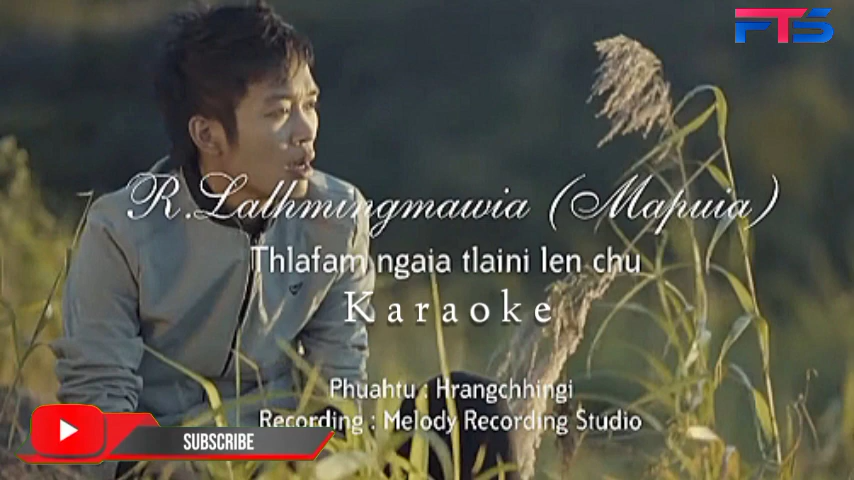 FTS
R.Lalhmingmawia (Mapuia)
Thlafam ngaia tlaini len chu
Karaoke
Phuahtu : Hrangchhingi
Recording : Melody Recording Studio
SUBSCRIBE